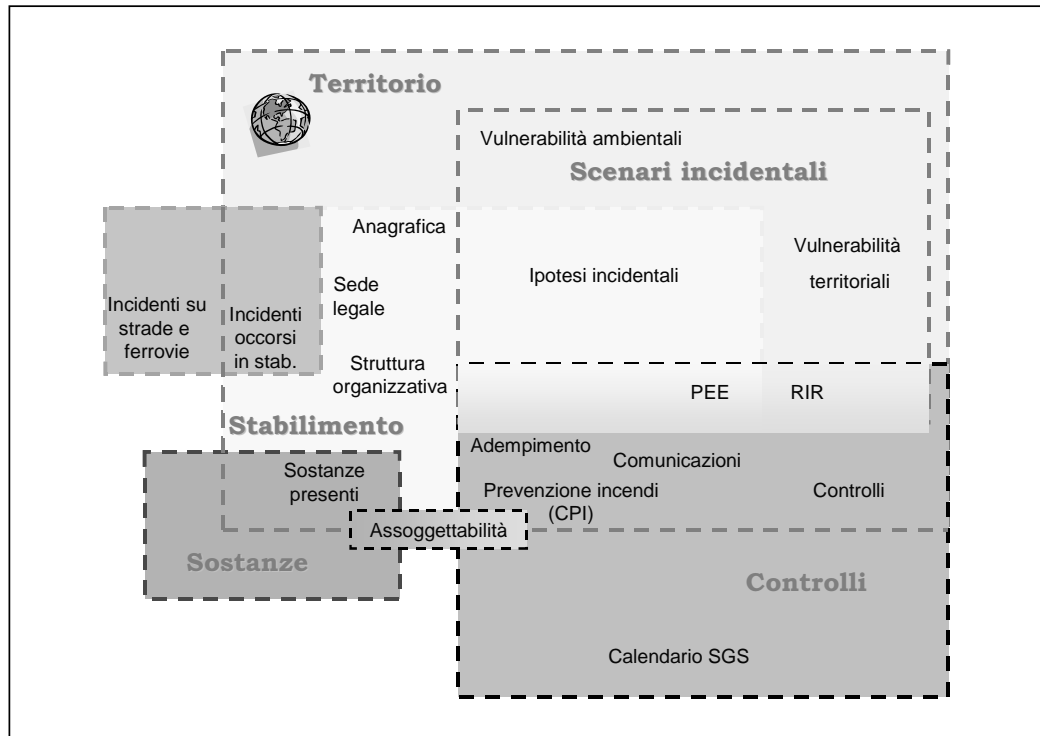 Territorio
Vulnerabilità ambientali
Scenari incidentali
Anagrafica
Ipotesi incidentali
Vulnerabilità
territoriali
Sede
legale
Incidenti su
strade e
ferrovie
Incidenti
occorsi
in stab.
Struttura
organizzativa
PEE
RIR
Stabilimento
Adempimento
Comunicazioni
Sostanze
presenti
Prevenzione incendi
(CPI)
Controlli
Assoggettabilità
Sostanze
Controlli
Calendario SGS